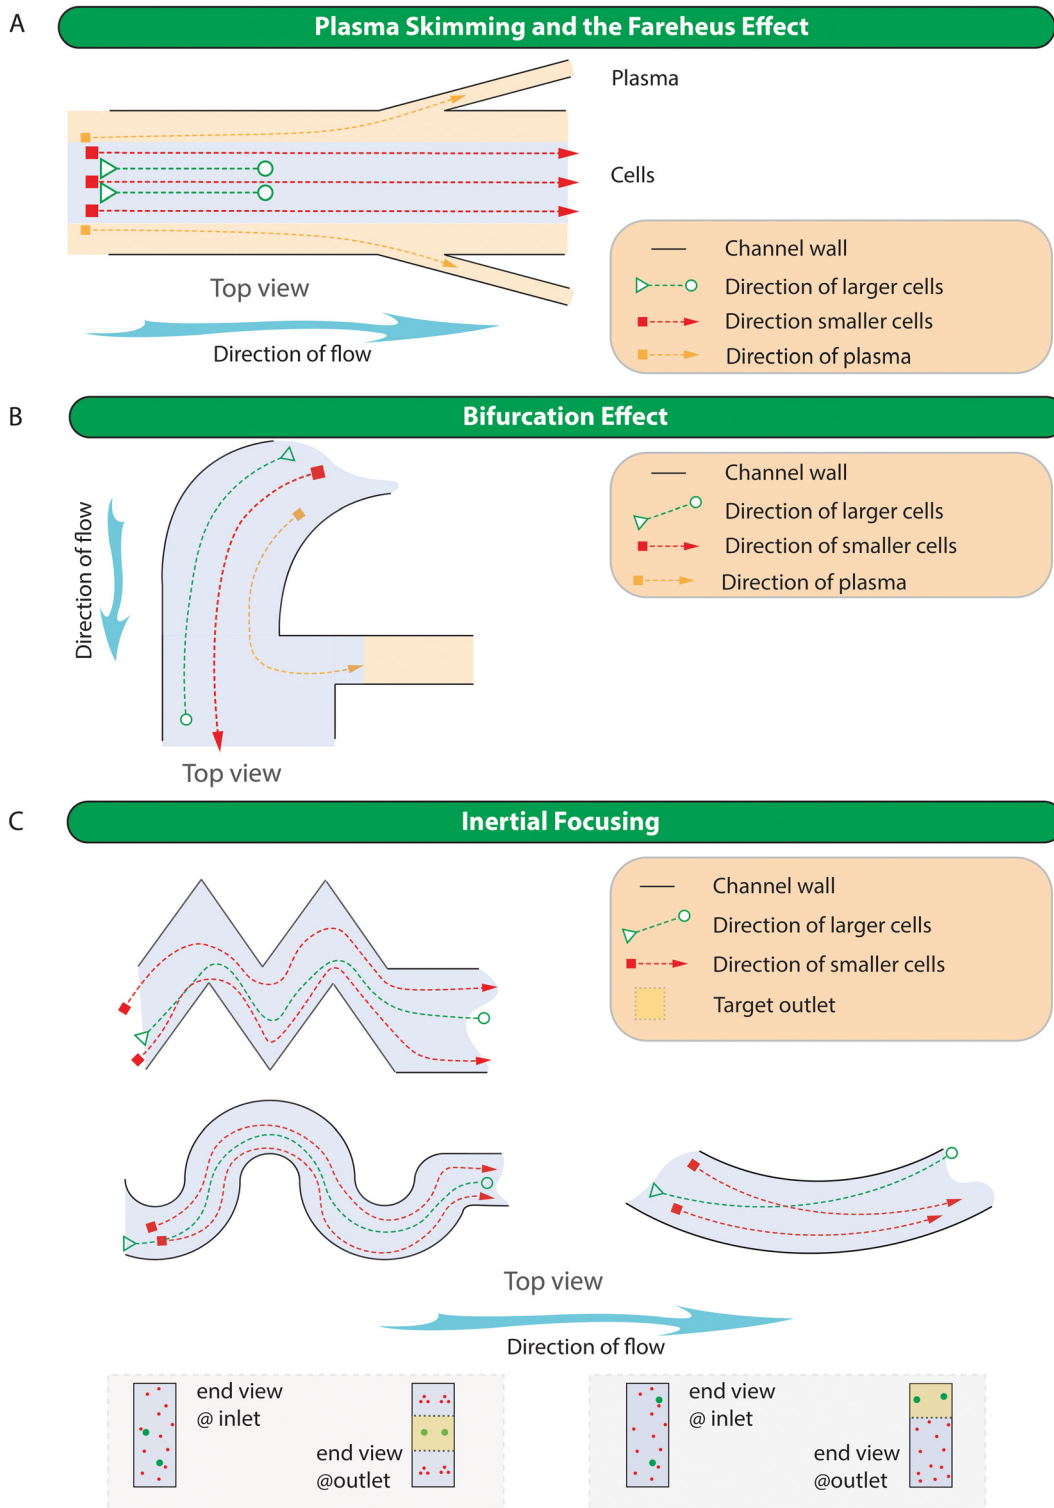 A
Plasma Skimming and the Fareheus Effect
Plasma
Cells
Channel wall
Direction of larger cells
Direction smaller cells
Direction of plasma
Top view
Direction of flow
B
Bifurcation Effect
Channel wall
Direction of larger cells
Direction of smaller cells
Direction of plasma
Direction of flow
Top view
C
Inertial Focusing
Channel wall
Direction of larger cells
Direction of smaller cells
Target outlet
Top view
Direction of flow
end view
@ inlet
end view
@outlet
end view
@ inlet
end view
@outlet